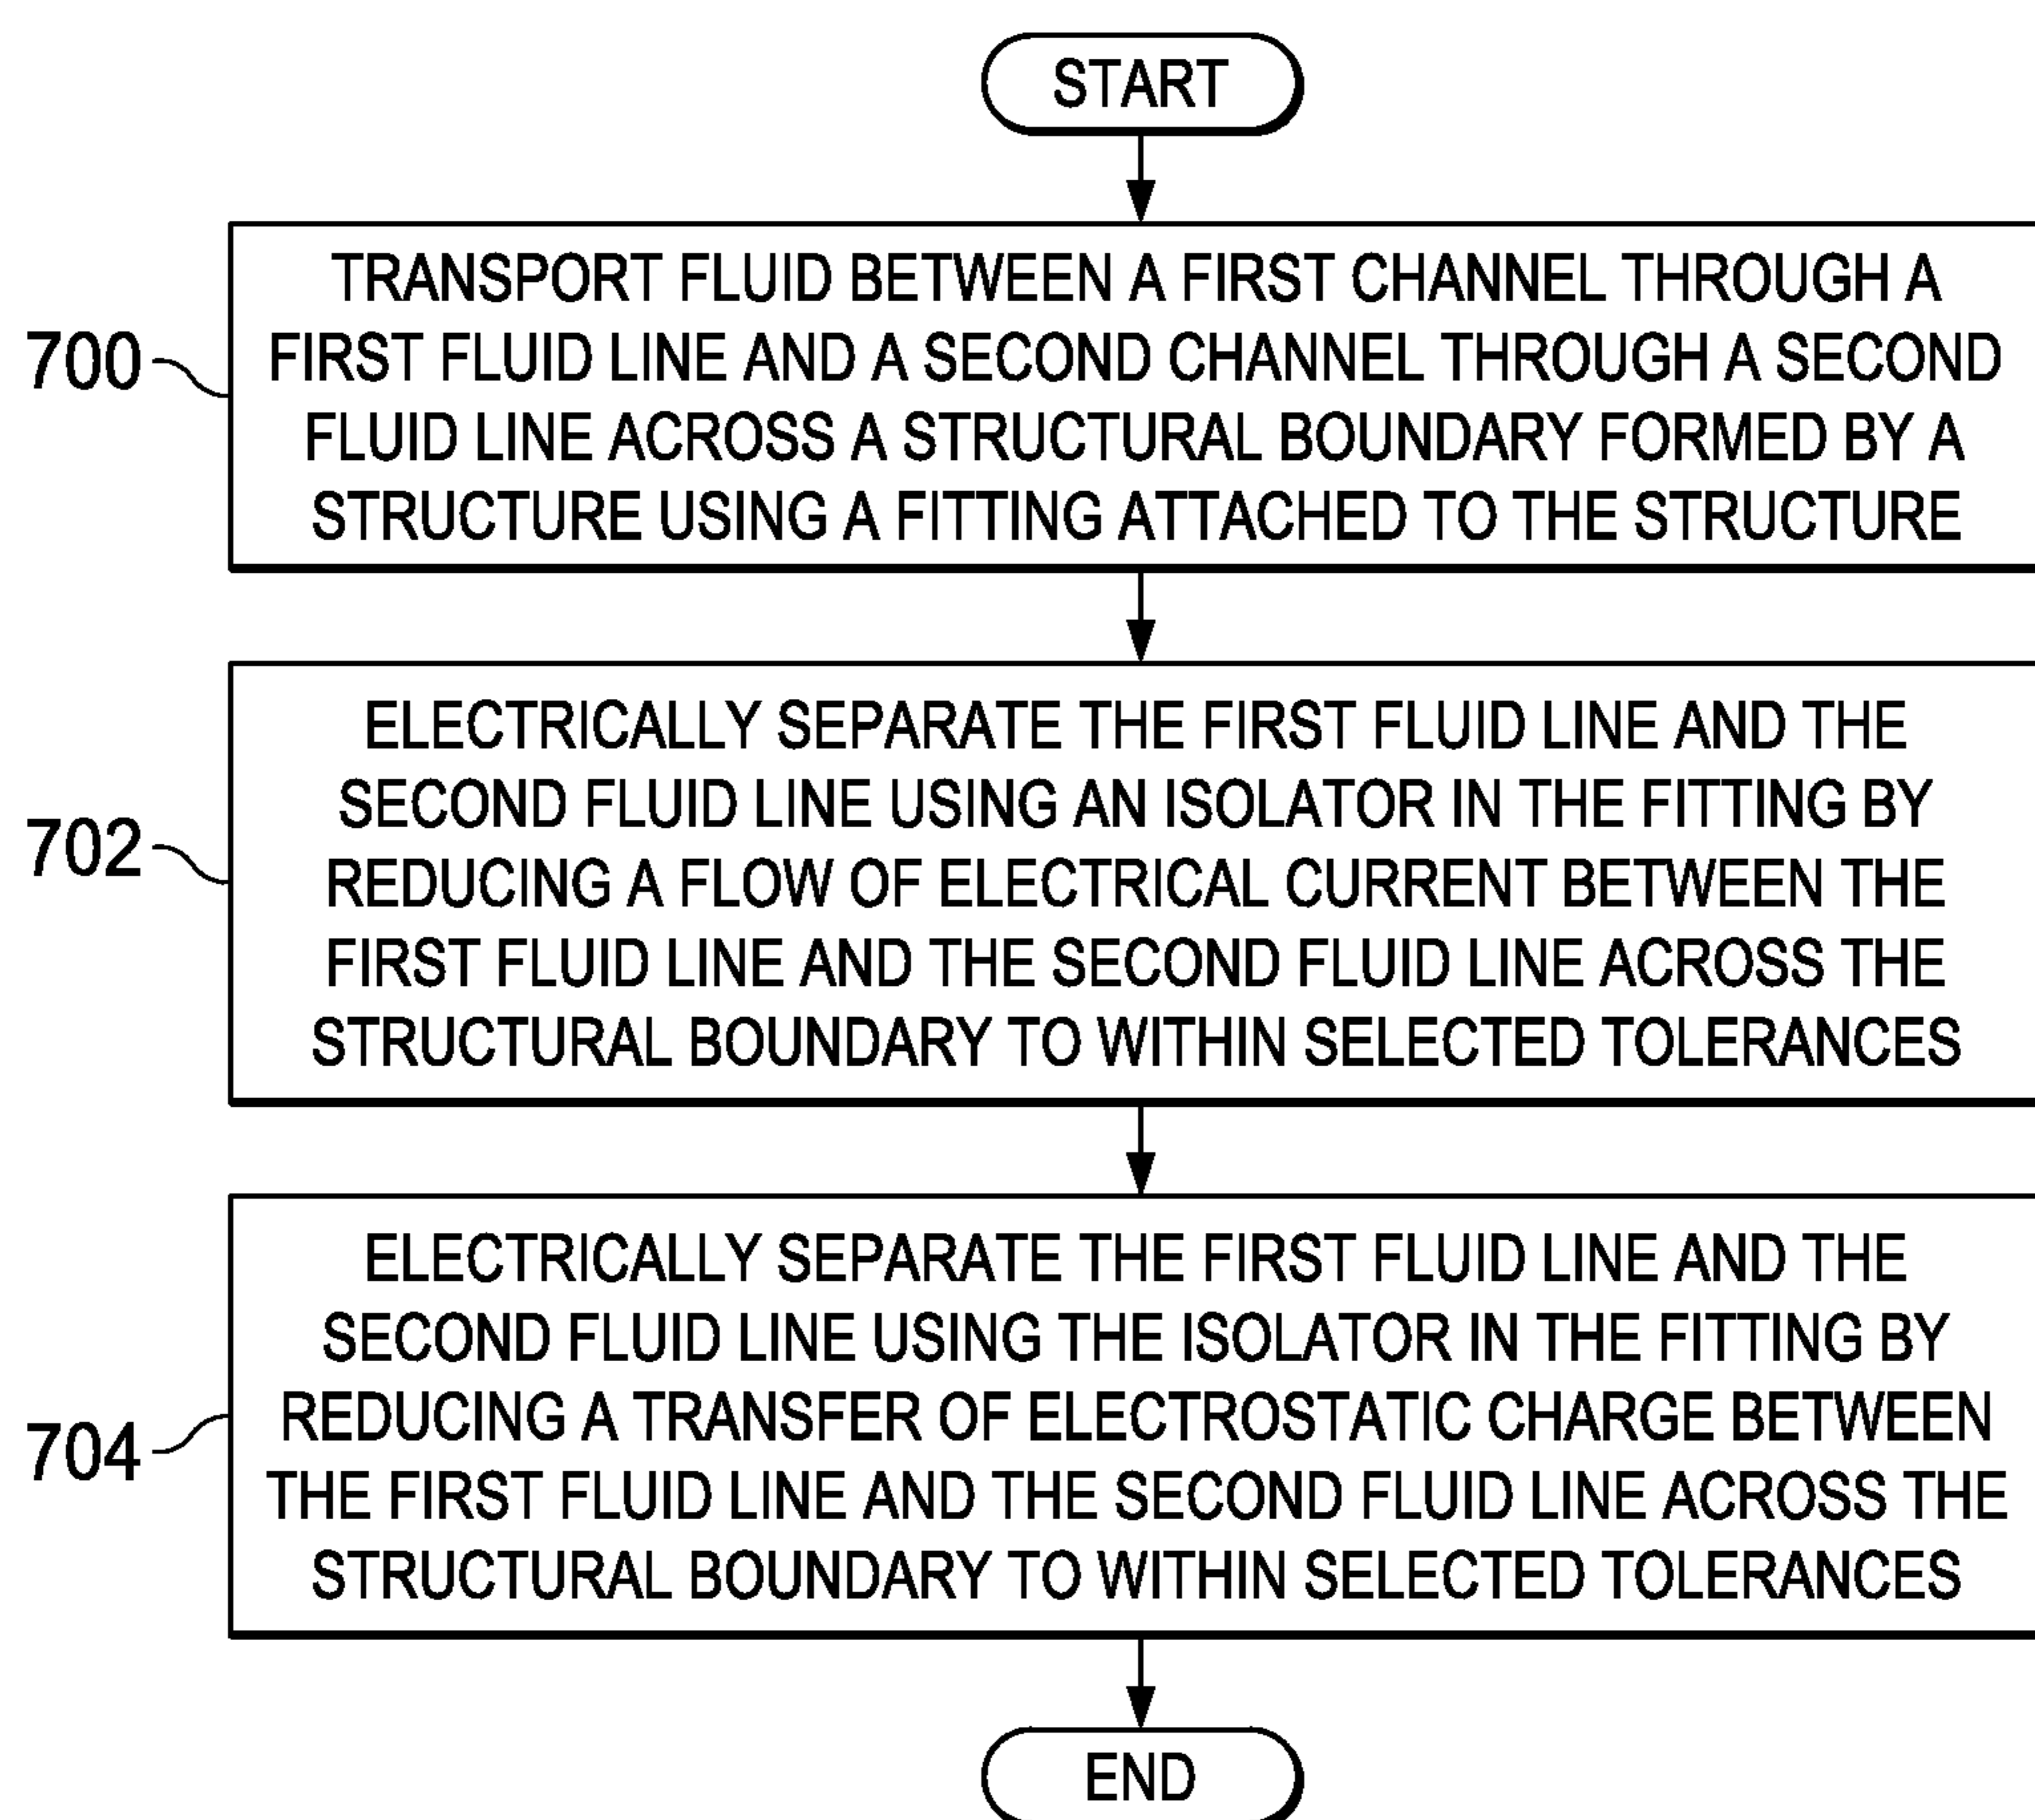 START
TRANSPORT FLUID BETWEEN A FIRST CHANNEL THROUGH A
FIRST FLUID LINE AND A SECOND CHANNEL THROUGH A SECOND
FLUID LINE ACROSS A STRUCTURAL BOUNDARY FORMED BY A
STRUCTURE USING A FITTING ATTACHED TO THE STRUCTURE
700
ELECTRICALLY SEPARATE THE FIRST FLUID LINE AND THE
SECOND FLUID LINE USING AN ISOLATOR IN THE FITTING BY
REDUCING A FLOW OF ELECTRICAL CURRENT BETWEEN THE
FIRST FLUID LINE AND THE SECOND FLUID LINE ACROSS THE
STRUCTURAL BOUNDARY TO WITHIN SELECTED TOLERANCES
702
ELECTRICALLY SEPARATE THE FIRST FLUID LINE AND THE
SECOND FLUID LINE USING THE ISOLATOR IN THE FITTING BY
REDUCING A TRANSFER OF ELECTROSTATIC CHARGE BETWEEN
THE FIRST FLUID LINE AND THE SECOND FLUID LINE ACROSS THE
STRUCTURAL BOUNDARY TO WITHIN SELECTED TOLERANCES
704
END